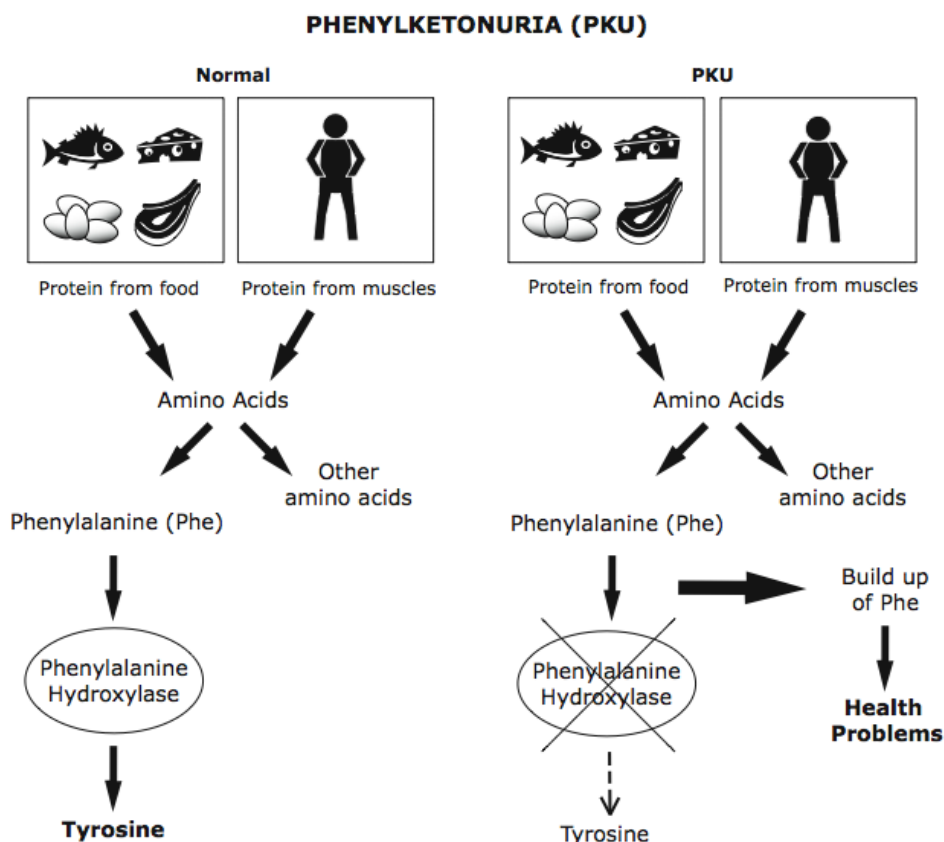 PHENYLKETONURIA (PKU)
Normal
Protein from food
Protein from muscles
Amino Acids
Other
amino acids
Phenylalanine (Phe)
Phenylalanine
Hydroxylase
Tyrosine
PKU
Protein from food
Protein from muscles
Amino Acids
Other
amino acids
Phenylalanine (Phe)
Build up
of Phe
Phenylalanine
Hydroxylase
Health
Problems
Tyrosine